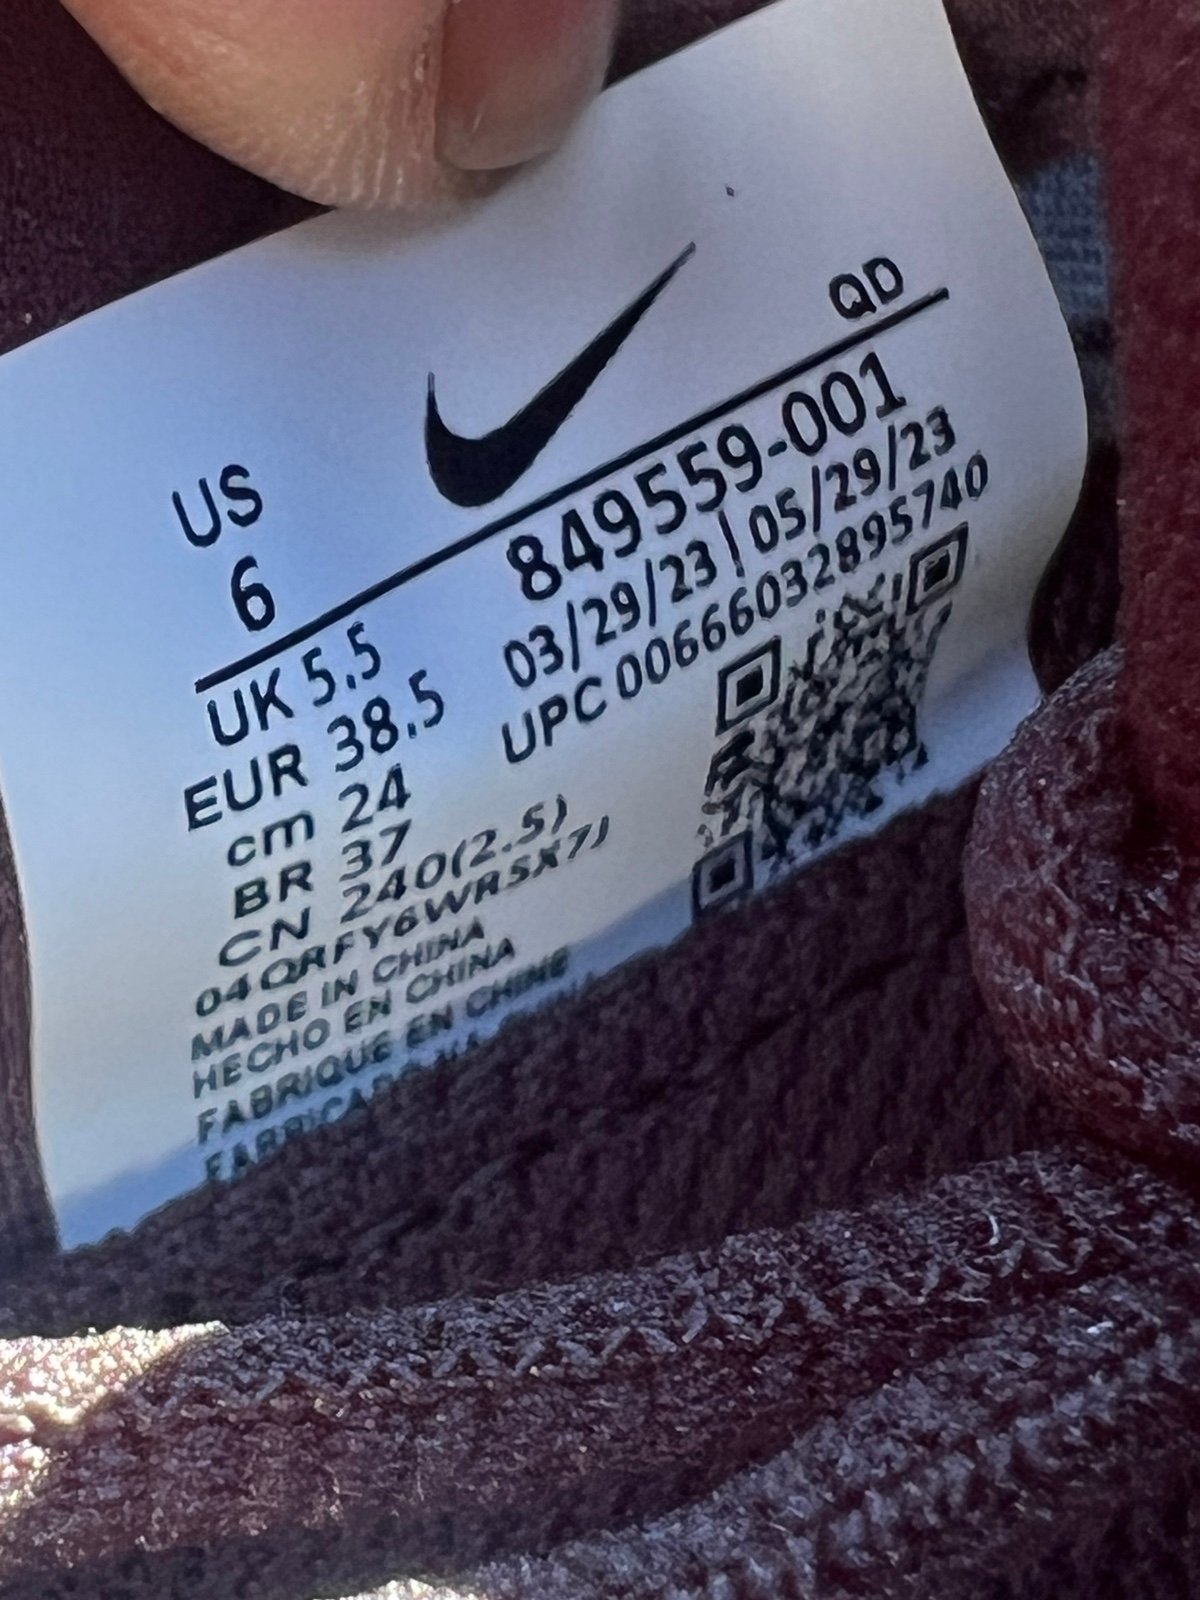 QD
US
6
849559-001
03/29/23 | 05/29/23
UPC 00666032895740
UK 5.5
EUR 38.5
cm 24
BR 37
CN 240(2.5)
04QRFY6WR5X7)
MADE IN CHINA
HECHO EN CHINA
FABRIQUE EN CHINE